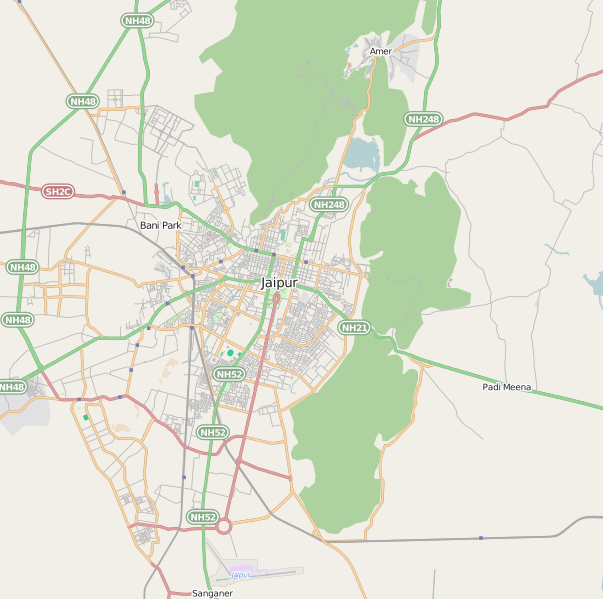 NH48
Amer
NH48
NH248
SH2C
NH248
Bani Park
NH48
Jaipur
NH48
NH21
NH52
NH48
Padi Meena
NH52
NH52
Jaipur
Sanganer